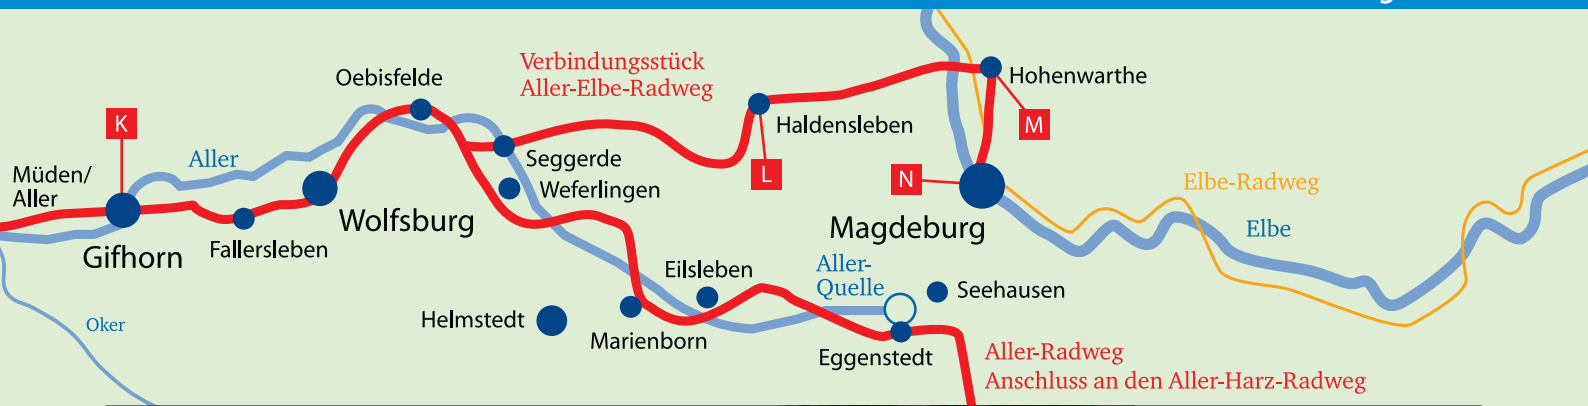 Oebisfelde
Verbindungsstück
Aller-Elbe-Radweg
Hohenwarthe
K
M
Haldensleben
Aller
Seggerde
Müden/
Aller
L
N
Weferlingen
Elbe-Radweg
Wolfsburg
Magdeburg
Elbe
Gifhorn
Fallersleben
Eilsleben
Aller-
Quelle
Seehausen
Helmstedt
Oker
Marienborn
Eggenstedt
Aller-Radweg
Anschluss an den Aller-Harz-Radweg